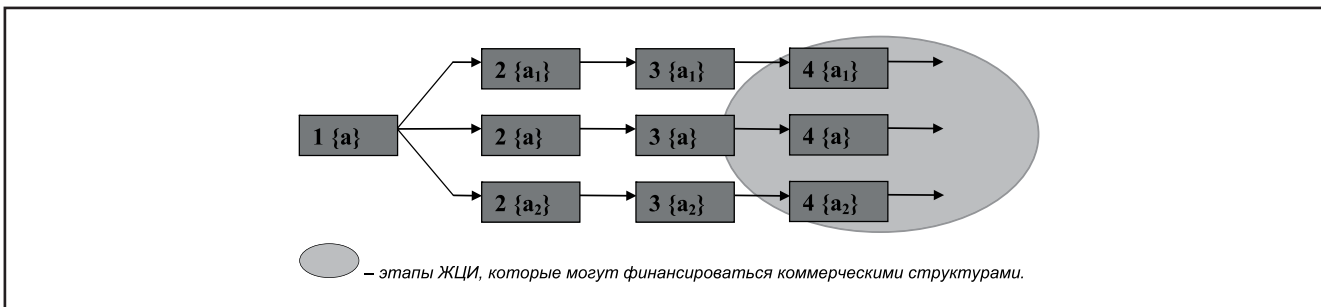 2 {a₁} 3 {a₁} 4 {a₁}
1 {a} 2 {a} 3 {a} 4 {a}
2 {a₂} 3 {a₂} 4 {a₂}
– этапы ЖЦИ, которые могут финансироваться коммерческими структурами.